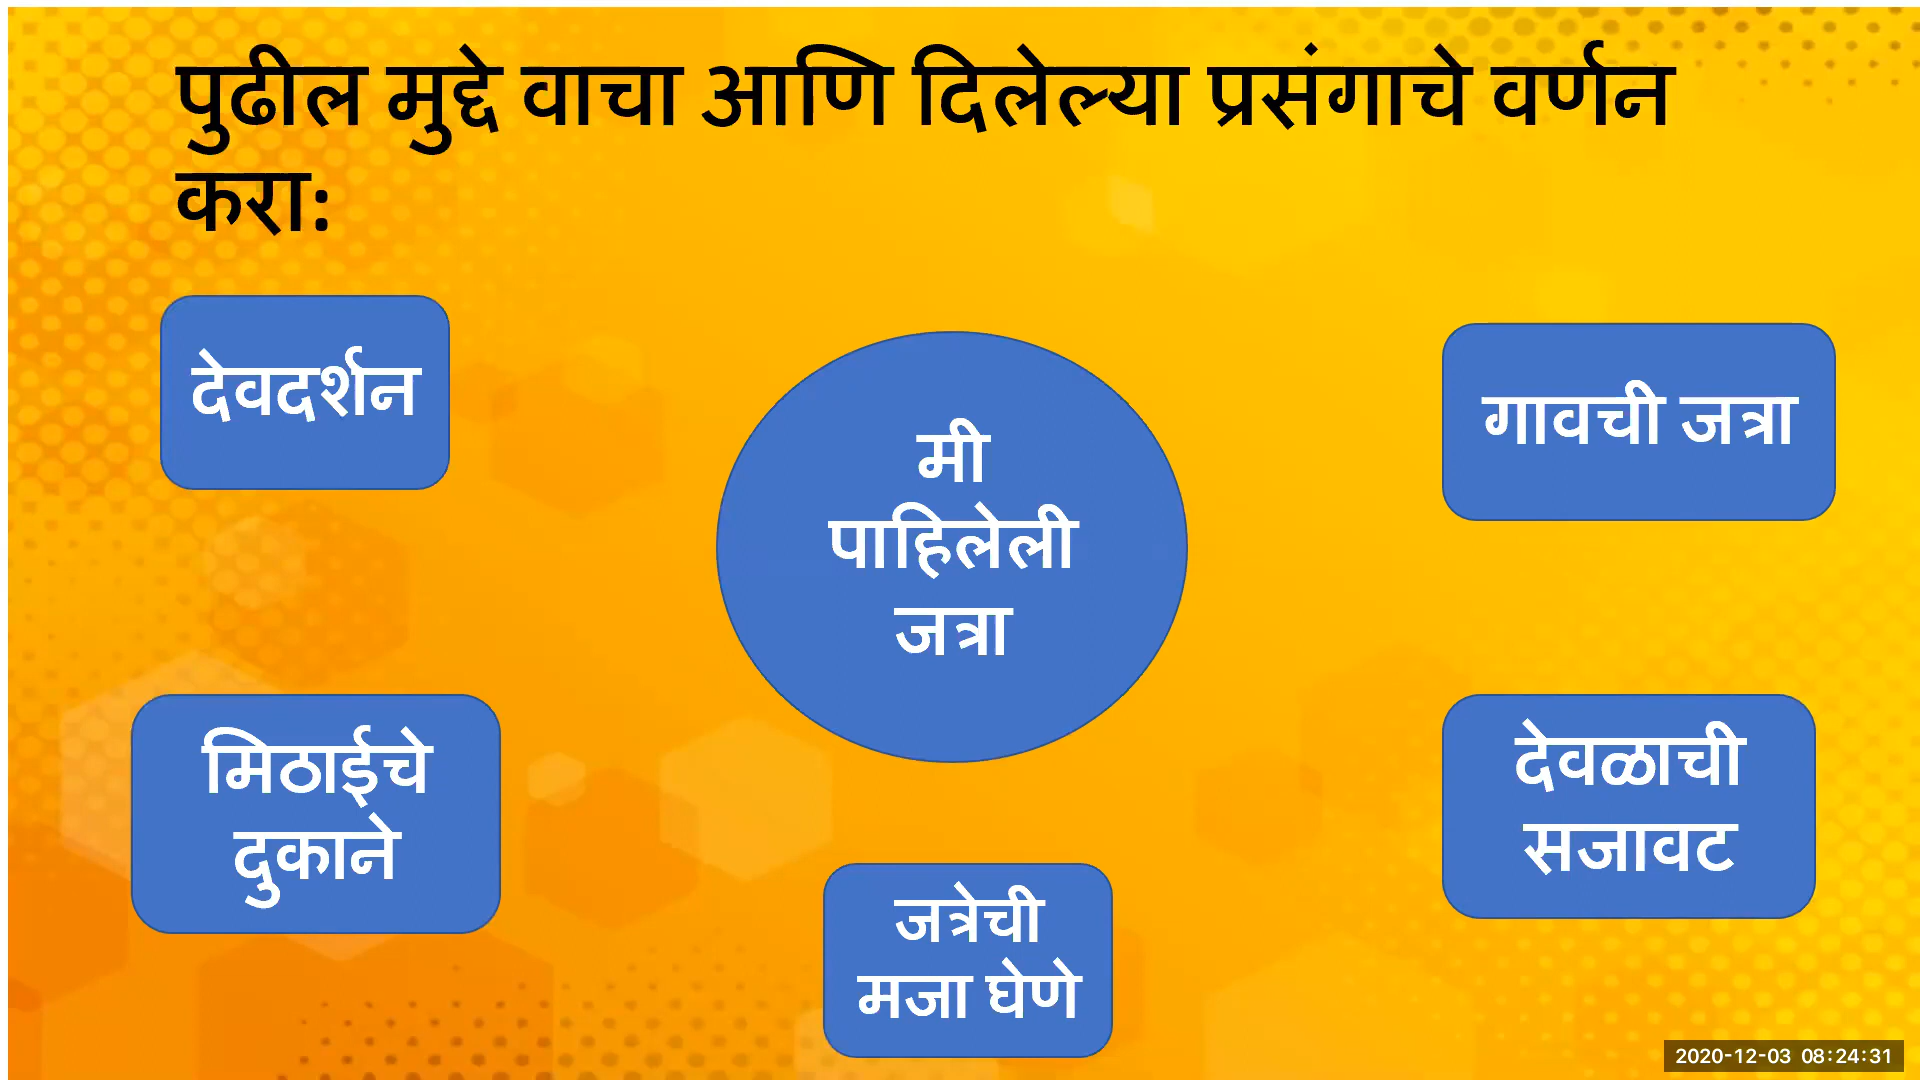 पुढील मुद्दे वाचा आणि दिलेल्या प्रसंगाचे वर्णन
करा:
देवदर्शन
मी
पाहिलेली
जत्रा
गावची जत्रा
मिठाईचे
दुकाने
जत्रेची
मजा घेणे
देवळाची
सजावट
2020-12-03 08:24:31